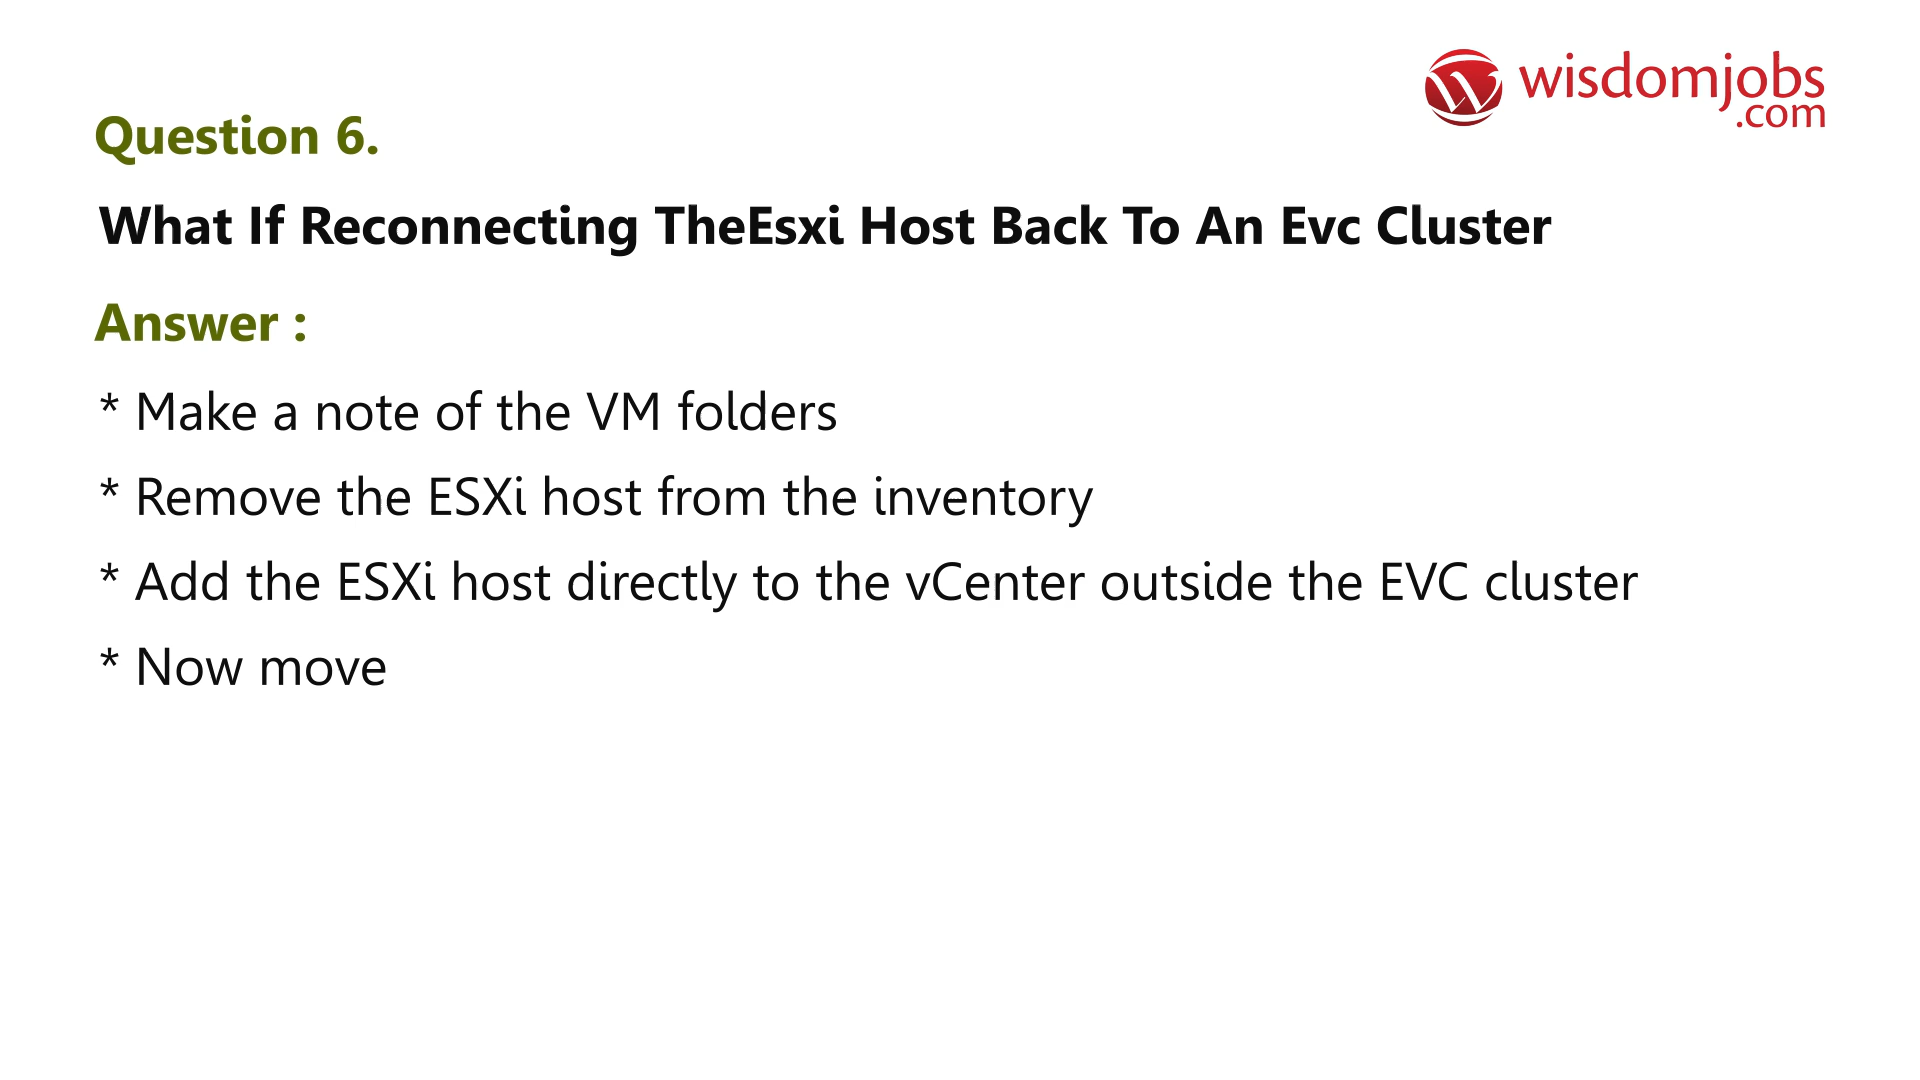 wisdomjobs
.com
Question 6.
What If Reconnecting TheEsxi Host Back To An Evc Cluster
Answer :
* Make a note of the VM folders
* Remove the ESXi host from the inventory
* Add the ESXi host directly to the vCenter outside the EVC cluster
* Now move